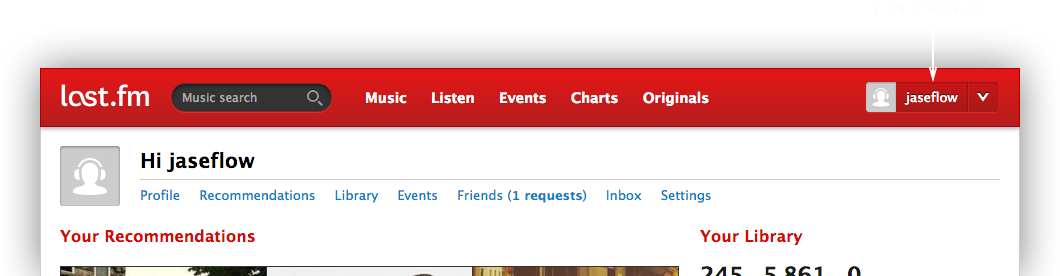 last.fm Music search Music Listen Events Charts Originals jaseflow
Hi jaseflow
Profile Recommendations Library Events Friends (1 requests) Inbox Settings
Your Recommendations Your Library
245 5,861 0